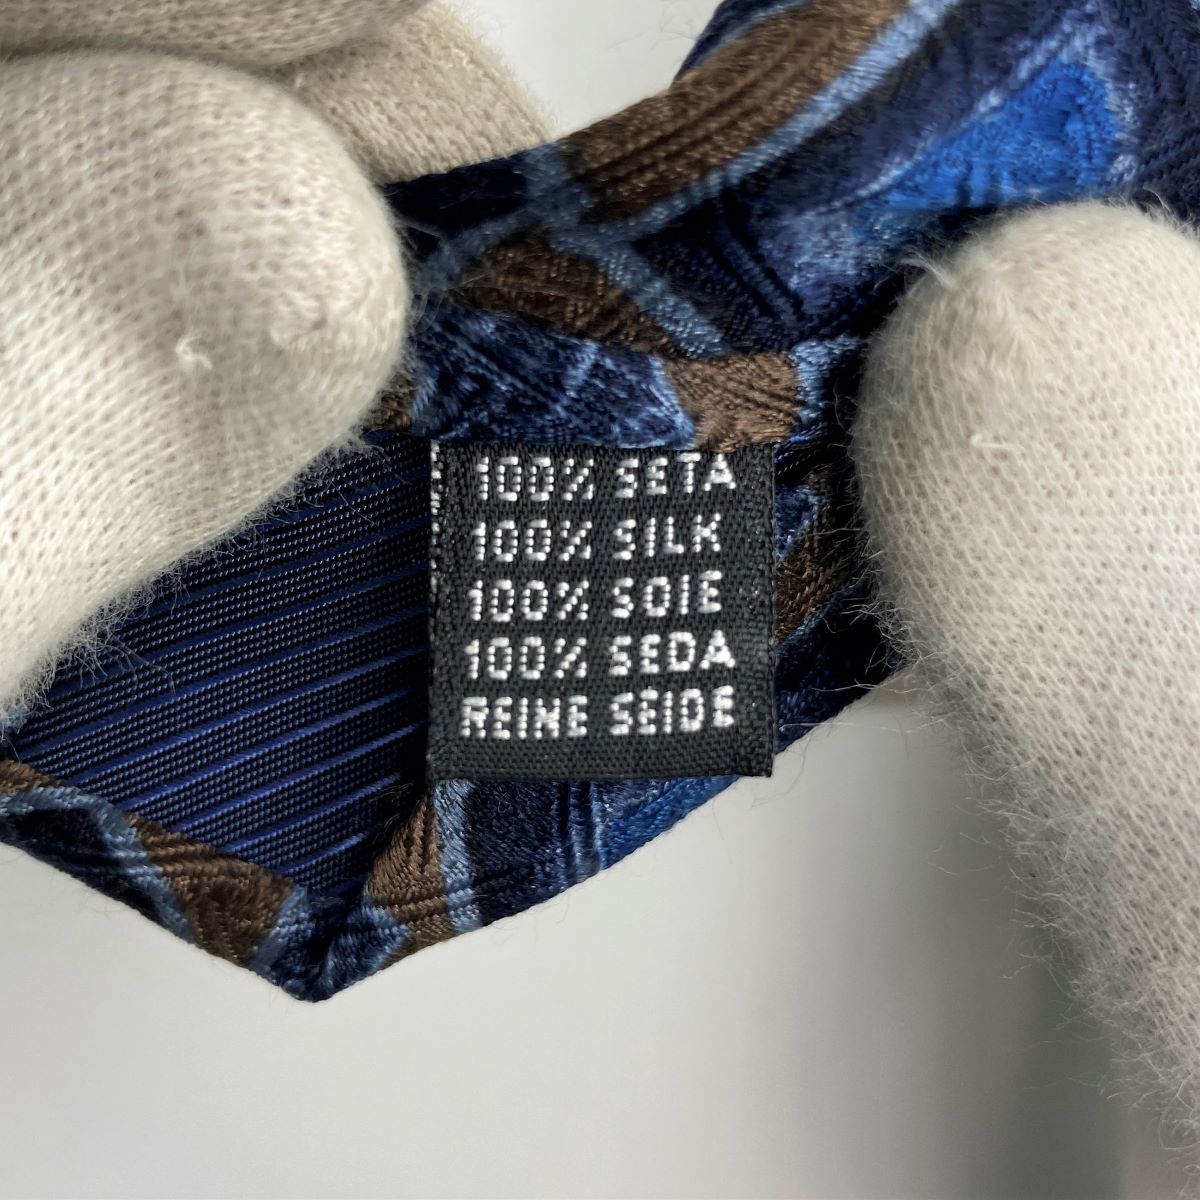 100% SETA
100% SILK
100% SOIE
100% SEDA
REINE SEIDE